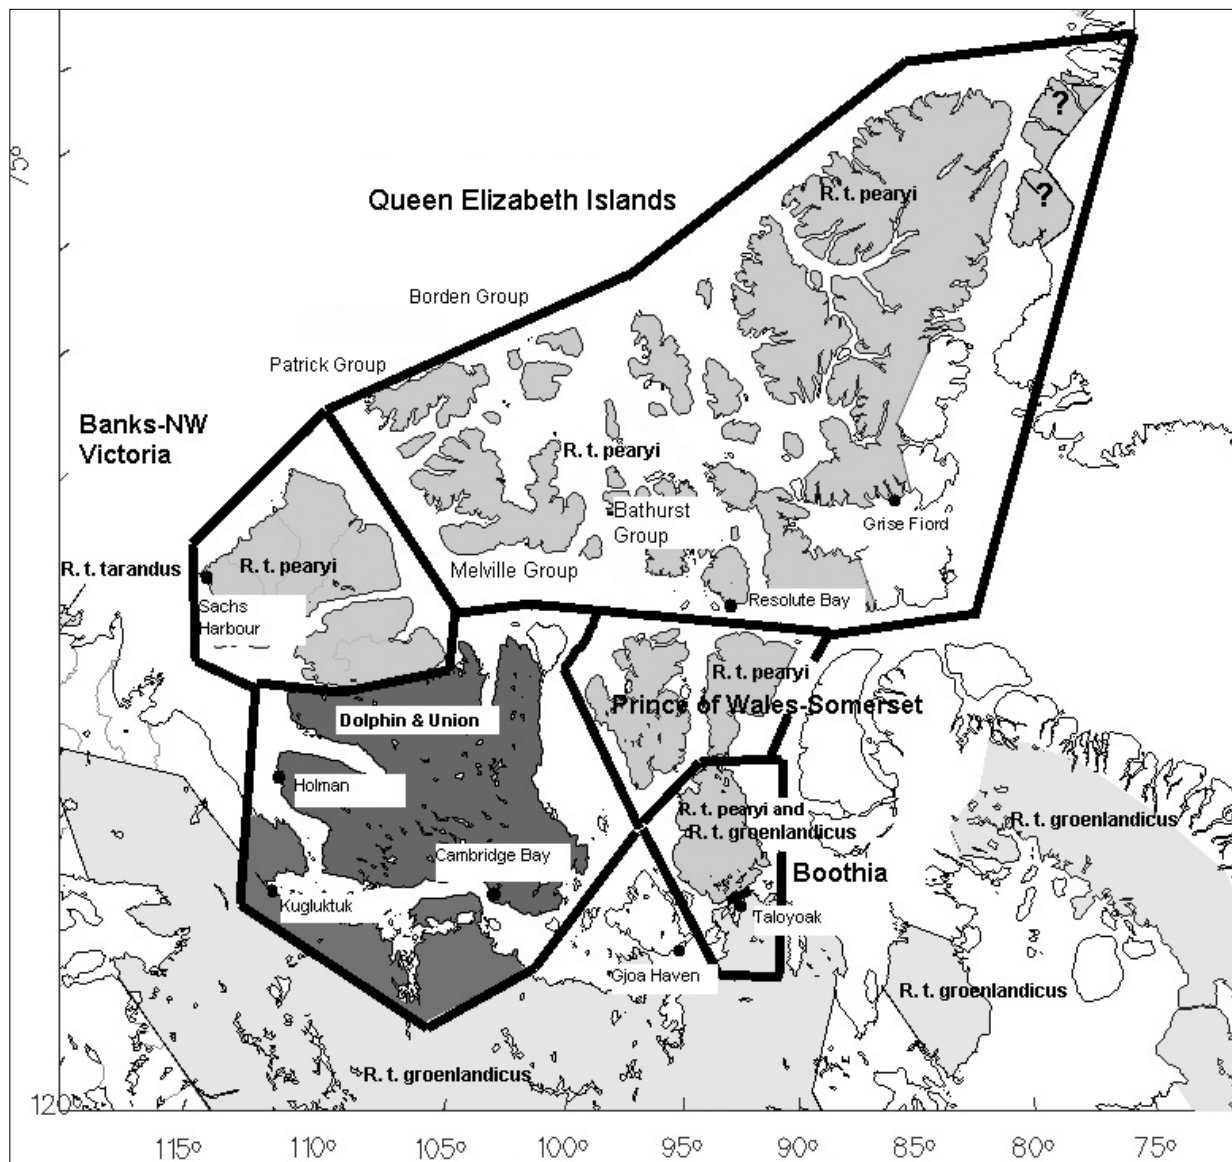 ?
75°
?
R. t. pearyi
Queen Elizabeth Islands
Borden Group
Patrick Group
Banks-NW
Victoria
R. t. pearyi
Bathurst
Group
Grise Fiord
R. t. tarandus
R. t. pearyi
Melville Group
Sachs
Harbour
Resolute Bay
R. t. pearyi
Prince of Wales-Somerset
Dolphin & Union
Holman
R. t. pearyi and
R. t. groenlandicus
R. t. groenlandicus
Cambridge Bay
Boothia
Kugluktuk
Taloyoak
Gjoa Haven
R. t. groenlandicus
R. t. groenlandicus
120°
115° 110° 105° 100° 95° 90° 85° 80° 75°